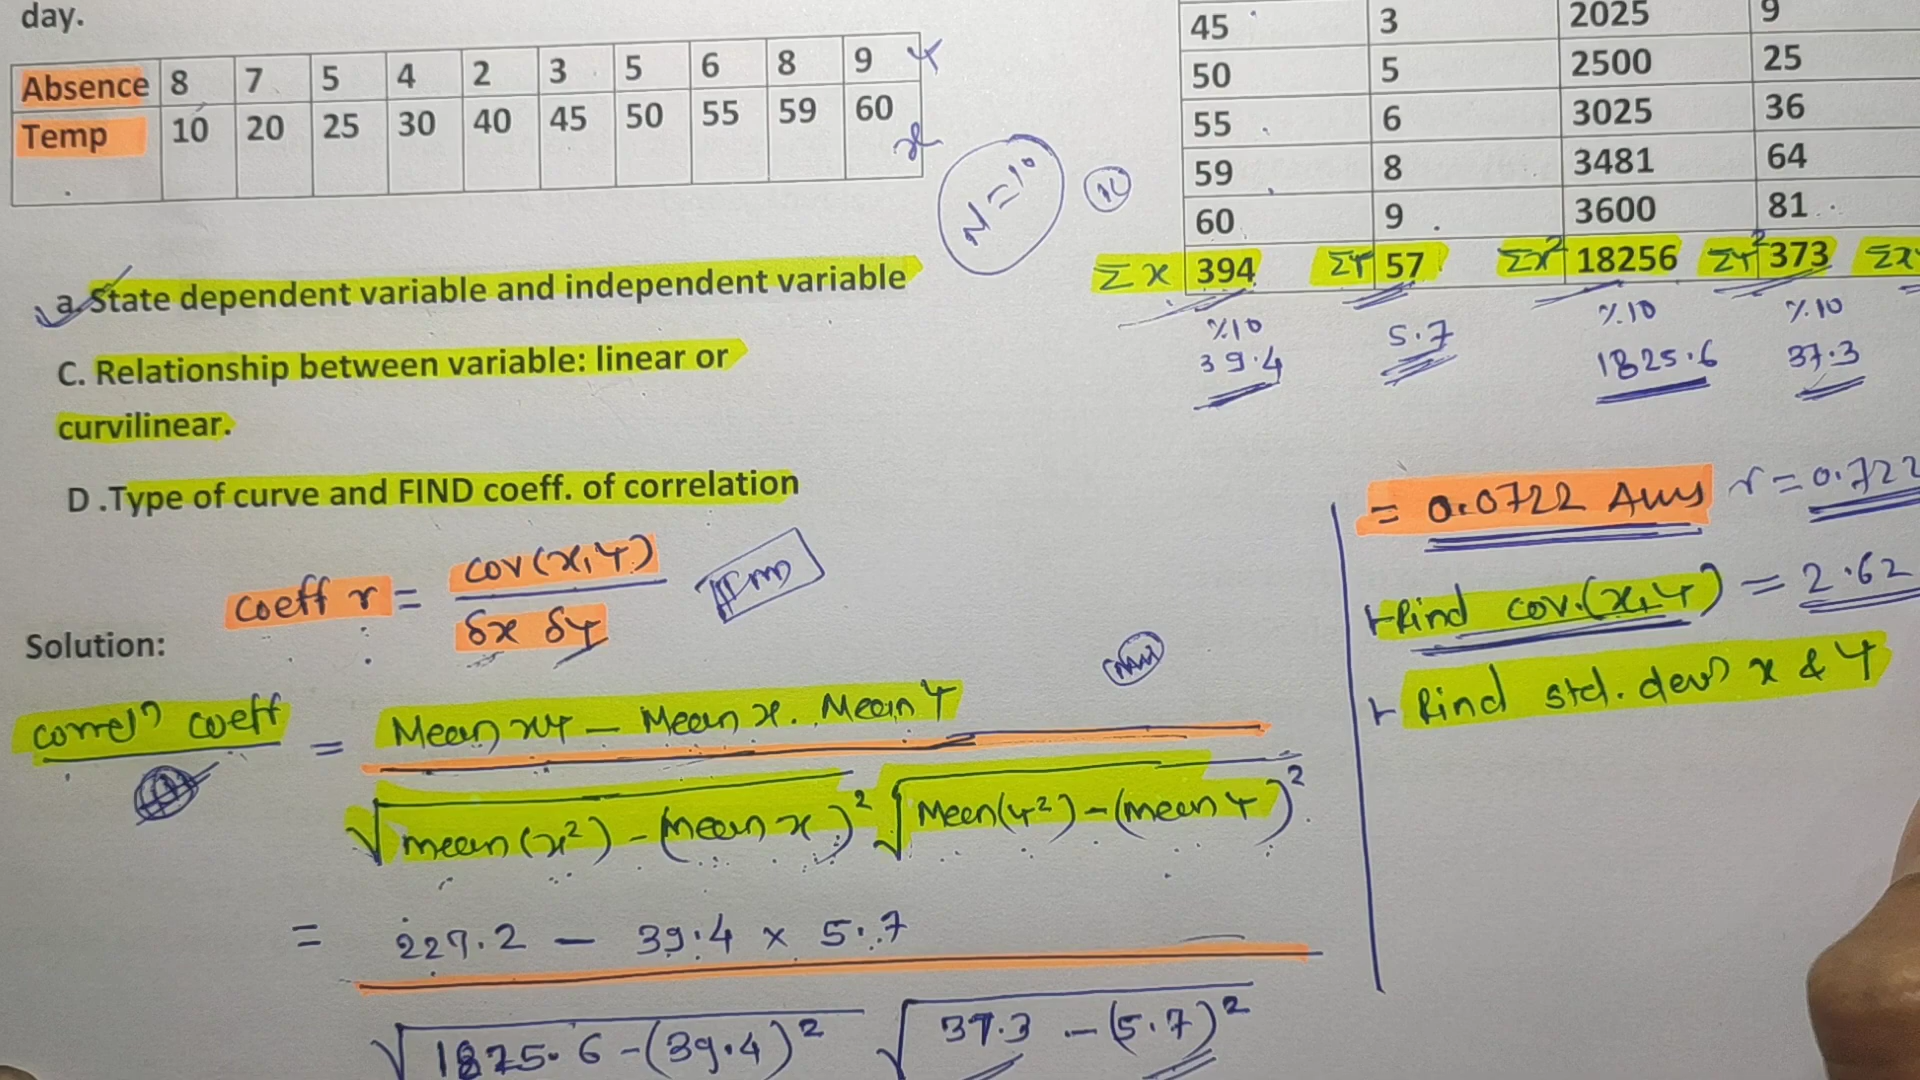 day.
Absence 8 7 5 4 2 3 5 6 8 9 Y
Temp 10 20 25 30 40 45 50 55 59 60 x
N=10
10
45 3 2025 9
50 5 2500 25
55 6 3025 36
59 8 3481 64
60 9 3600 81
Σx 394 ΣY 57 Σx² 18256 ΣY² 373 Σx
%10 %10 %10
39.4 5.7 1825.6 37.3
a. State dependent variable and independent variable
C. Relationship between variable: linear or
curvilinear.
D .Type of curve and FIND coeff. of correlation
coeff r = cov(x,Y)
δx δY
Solution:
correlⁿ coeff = Mean xY – Mean x. Mean Y
√mean(x²) – (Mean x)² √Mean(Y²) – (mean Y)²
= 227.2 – 39.4 x 5.7
√1825.6 – (39.4)² √37.3 – (5.7)²
= 0.0722 Ans r = 0.722
Find cov.(x,Y) = 2.62
Find std. devⁿ x & Y